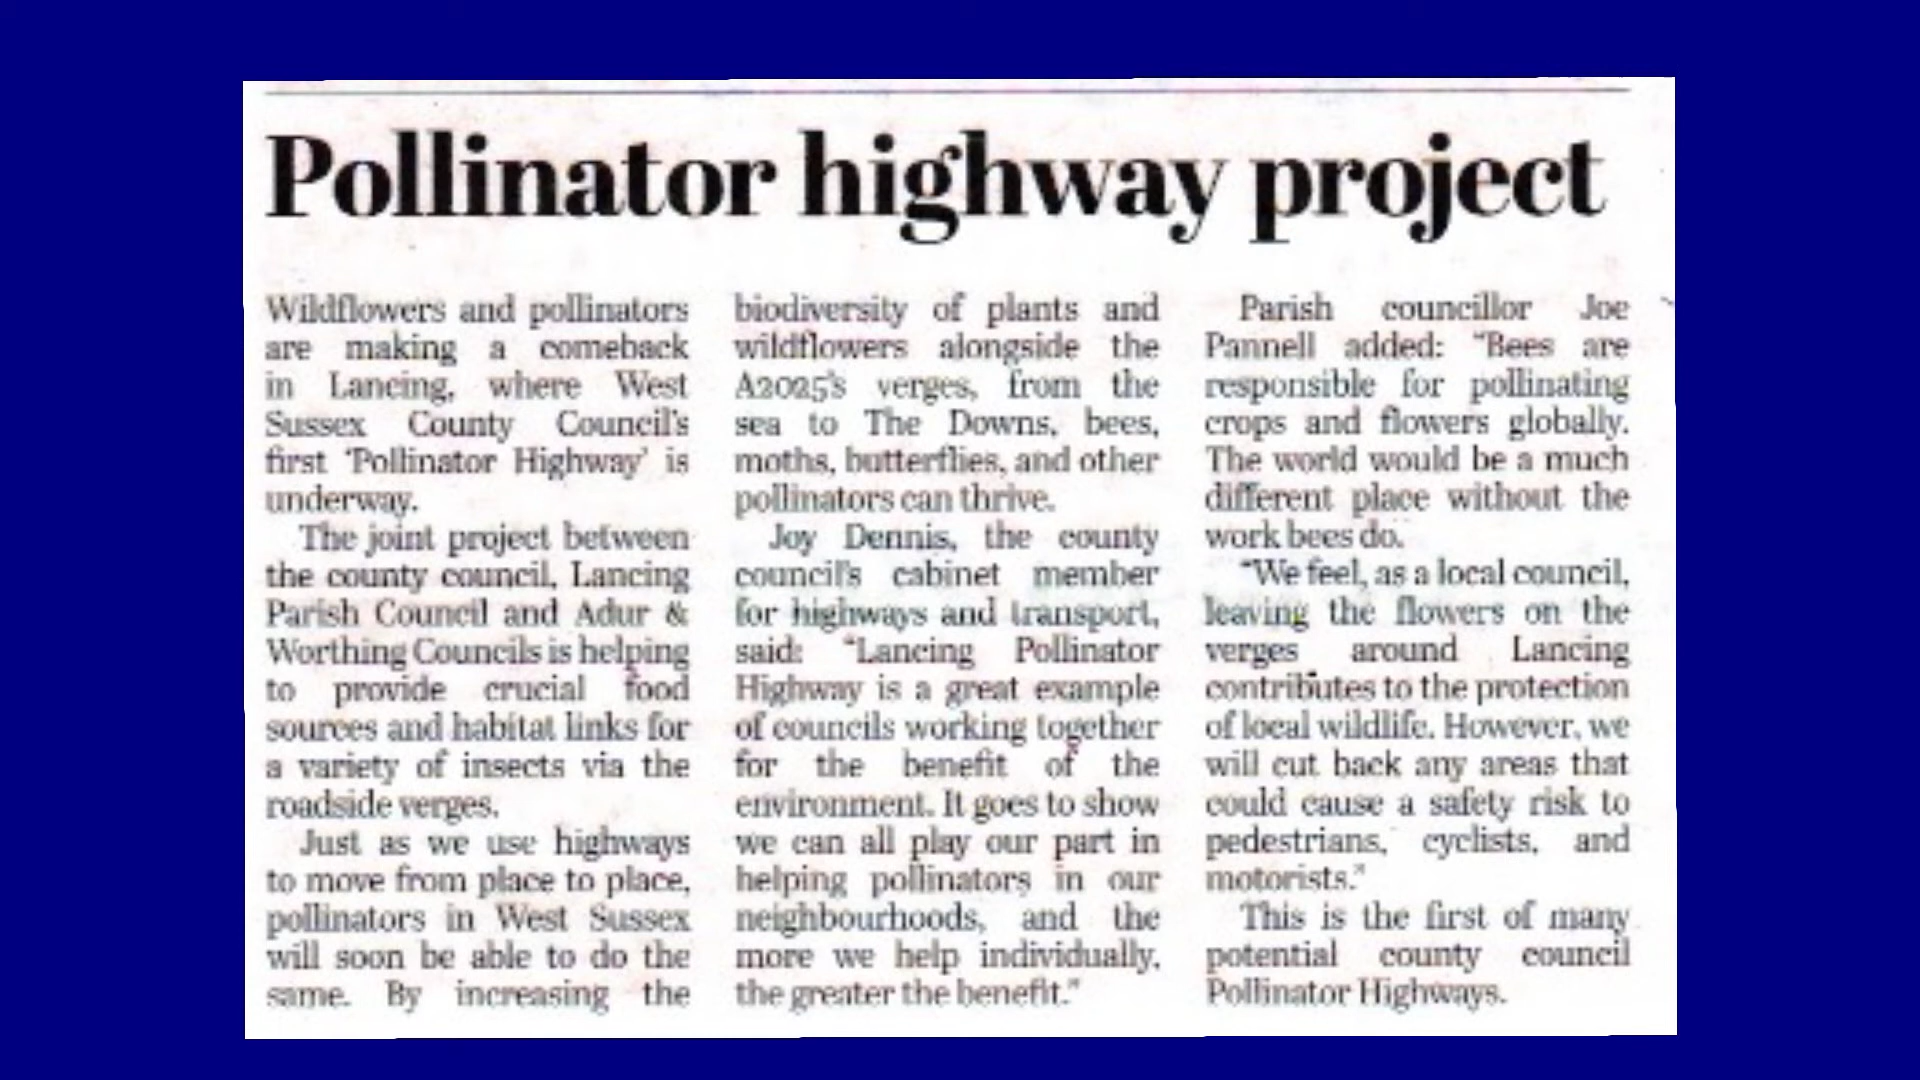 Pollinator highway project
Wildflowers and pollinators
are making a comeback
in Lancing, where West
Sussex County Council's
first 'Pollinator Highway' is
underway.
The joint project between
the county council, Lancing
Parish Council and Adur &
Worthing Councils is helping
to provide crucial food
sources and habitat links for
a variety of insects via the
roadside verges.
Just as we use highways
to move from place to place,
pollinators in West Sussex
will soon be able to do the
same. By increasing the
biodiversity of plants and
wildflowers alongside the
A2025's verges, from the
sea to The Downs, bees,
moths, butterflies, and other
pollinators can thrive.
Joy Dennis, the county
council's cabinet member
for highways and transport,
said: "Lancing Pollinator
Highway is a great example
of councils working together
for the benefit of the
environment. It goes to show
we can all play our part in
helping pollinators in our
neighbourhoods, and the
more we help individually,
the greater the benefit."
Parish councillor Joe
Pannell added: "Bees are
responsible for pollinating
crops and flowers globally.
The world would be a much
different place without the
work bees do.
"We feel, as a local council,
leaving the flowers on the
verges around Lancing
contributes to the protection
of local wildlife. However, we
will cut back any areas that
could cause a safety risk to
pedestrians, cyclists, and
motorists."
This is the first of many
potential county council
Pollinator Highways.